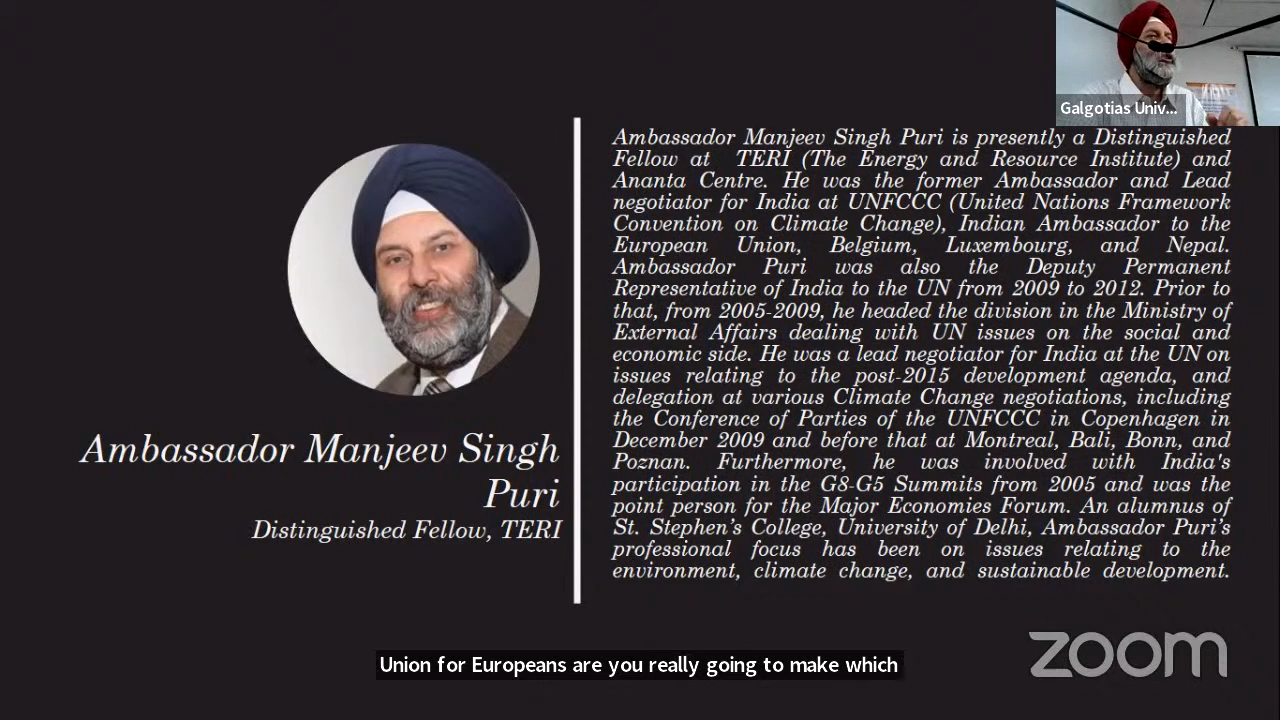 Galgotias Univ...
Ambassador Manjeev Singh Puri is presently a Distinguished
Fellow at TERI (The Energy and Resource Institute) and
Ananta Centre. He was the former Ambassador and Lead
negotiator for India at UNFCCC (United Nations Framework
Convention on Climate Change), Indian Ambassador to the
European Union, Belgium, Luxembourg, and Nepal.
Ambassador Puri was also the Deputy Permanent
Representative of India to the UN from 2009 to 2012. Prior to
that, from 2005-2009, he headed the division in the Ministry of
External Affairs dealing with UN issues on the social and
economic side. He was a lead negotiator for India at the UN on
issues relating to the post-2015 development agenda, and
delegation at various Climate Change negotiations, including
the Conference of Parties of the UNFCCC in Copenhagen in
December 2009 and before that at Montreal, Bali, Bonn, and
Poznan. Furthermore, he was involved with India's
participation in the G8-G5 Summits from 2005 and was the
point person for the Major Economies Forum. An alumnus of
St. Stephen's College, University of Delhi, Ambassador Puri's
professional focus has been on issues relating to the
environment, climate change, and sustainable development.
Ambassador Manjeev Singh
Puri
Distinguished Fellow, TERI
Union for Europeans are you really going to make which
zoom